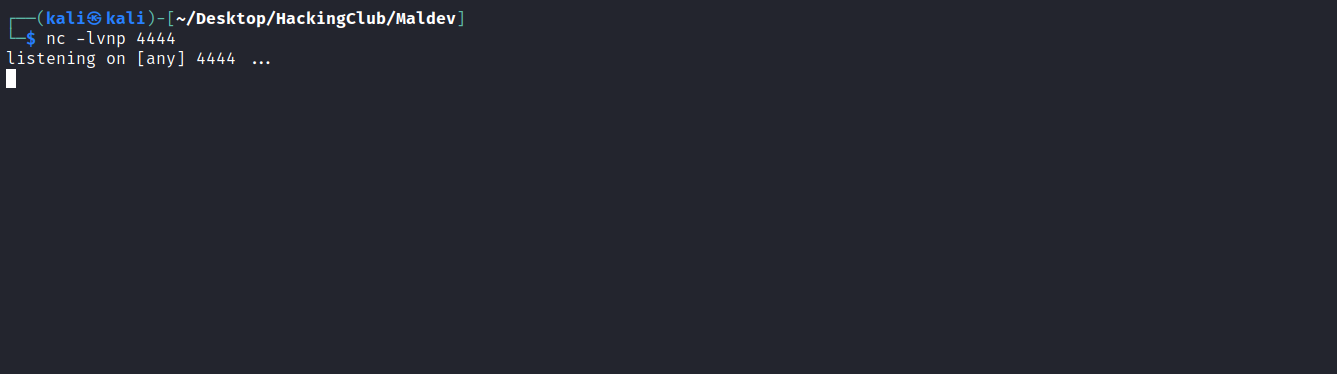 ┌──(kali㉿kali)-[~/Desktop/HackingClub/Maldev]
└─$ nc -lvnp 4444
listening on [any] 4444 ...